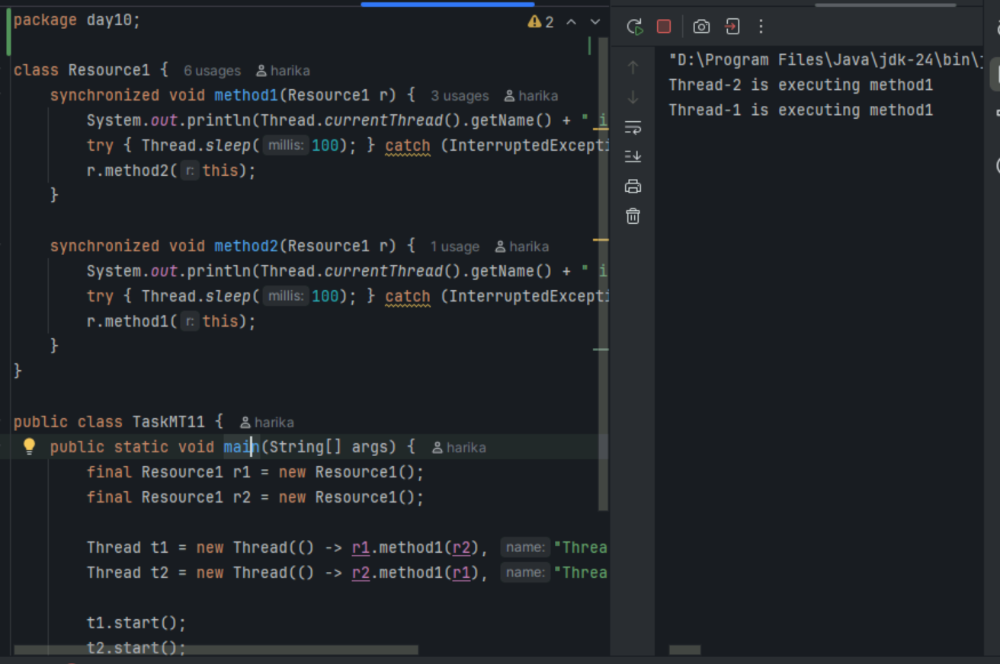 package day10;
2
class Resource1 { 6 usages harika
synchronized void method1(Resource1 r) { 3 usages harika
System.out.println(Thread.currentThread().getName() + " i
try { Thread.sleep( millis: 100); } catch (InterruptedExcepti
r.method2( r: this);
}
synchronized void method2(Resource1 r) { 1 usage harika
System.out.println(Thread.currentThread().getName() + " i
try { Thread.sleep( millis: 100); } catch (InterruptedExcepti
r.method1( r: this);
}
}
public class TaskMT11 { harika
public static void main(String[] args) { harika
final Resource1 r1 = new Resource1();
final Resource1 r2 = new Resource1();
Thread t1 = new Thread(() -> r1.method1(r2), name: "Threa
Thread t2 = new Thread(() -> r2.method1(r1), name: "Threa
t1.start();
t2.start();
"D:\Program Files\Java\jdk-24\bin\j
Thread-2 is executing method1
Thread-1 is executing method1